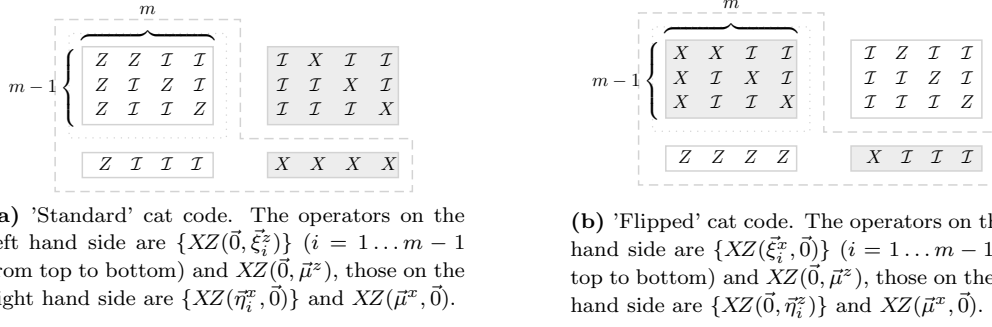 m
m − 1
Z Z I I
Z I Z I
Z I I Z
I X I I
I I X I
I I I X
Z I I I
X X X X
a) 'Standard' cat code. The operators on the
eft hand side are {XZ(0⃗, ξ⃗ᵢᶻ)} (i = 1 … m − 1
rom top to bottom) and XZ(0⃗, μ⃗ᶻ), those on the
ight hand side are {XZ(η⃗ᵢˣ, 0⃗)} and XZ(μ⃗ˣ, 0⃗).
m
m − 1
X X I I
X I X I
X I I X
I Z I I
I I Z I
I I I Z
Z Z Z Z
X I I I
(b) 'Flipped' cat code. The operators on th
hand side are {XZ(ξ⃗ᵢˣ, 0⃗)} (i = 1 … m − 1
top to bottom) and XZ(0⃗, μ⃗ᶻ), those on the
hand side are {XZ(0⃗, η⃗ᵢᶻ)} and XZ(μ⃗ˣ, 0⃗).